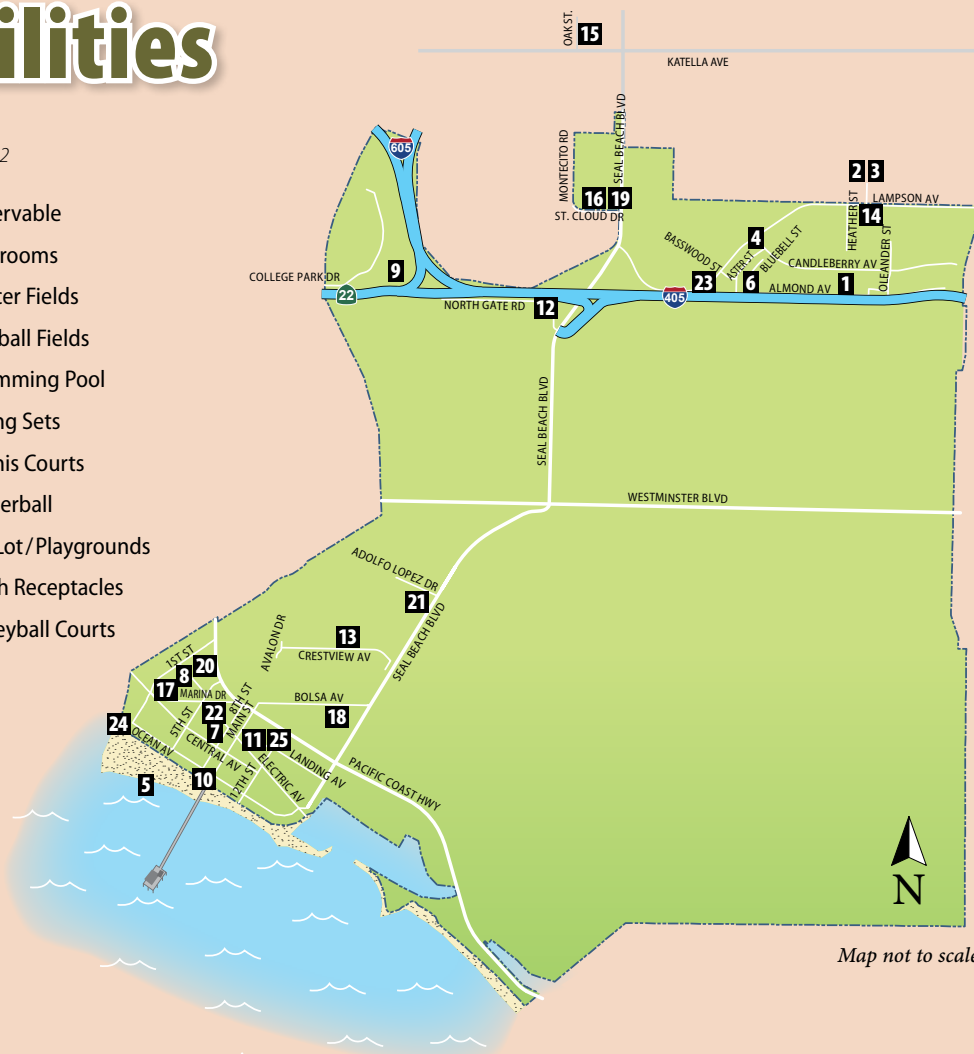 ilities
2
ervable
rooms
ter Fields
ball Fields
mming Pool
ng Sets
nis Courts
erball
Lot / Playgrounds
h Receptacles
eyball Courts
OAK ST.
15
KATELLA AVE
SEAL BEACH BLVD
605
MONTECITO RD
2 3
16 19
LAMPSON AV
ST. CLOUD DR
HEATHER ST
14
4
BASSWOOD ST
ASTER ST
BLUEBELL ST
OLEANDER ST
CANDLEBERRY AV
COLLEGE PARK DR
9
23
6
ALMOND AV
1
22
405
NORTH GATE RD
12
SEAL BEACH BLVD
WESTMINSTER BLVD
ADOLFO LOPEZ DR
21
SEAL BEACH BLVD
AVALON DR
13
CRESTVIEW AV
1ST ST
20
8
17
MARINA DR
8TH ST
MAIN ST
BOLSA AV
18
5TH ST
22
7
24
OCEAN AV
CENTRAL AV
11 25
ELECTRIC AV
LANDING AV
PACIFIC COAST HWY
12TH ST
5
10
N
Map not to scale